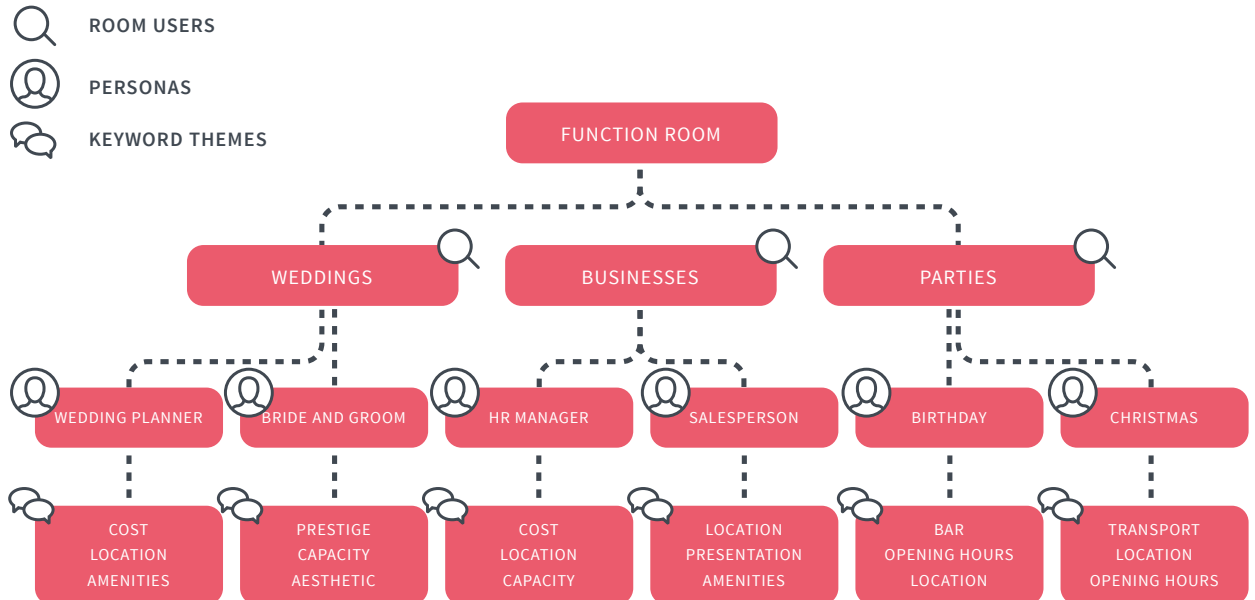 ROOM USERS
PERSONAS
KEYWORD THEMES
FUNCTION ROOM
WEDDINGS
BUSINESSES
PARTIES
WEDDING PLANNER
BRIDE AND GROOM
HR MANAGER
SALESPERSON
BIRTHDAY
CHRISTMAS
COST
LOCATION
AMENITIES
PRESTIGE
CAPACITY
AESTHETIC
COST
LOCATION
CAPACITY
LOCATION
PRESENTATION
AMENITIES
BAR
OPENING HOURS
LOCATION
TRANSPORT
LOCATION
OPENING HOURS